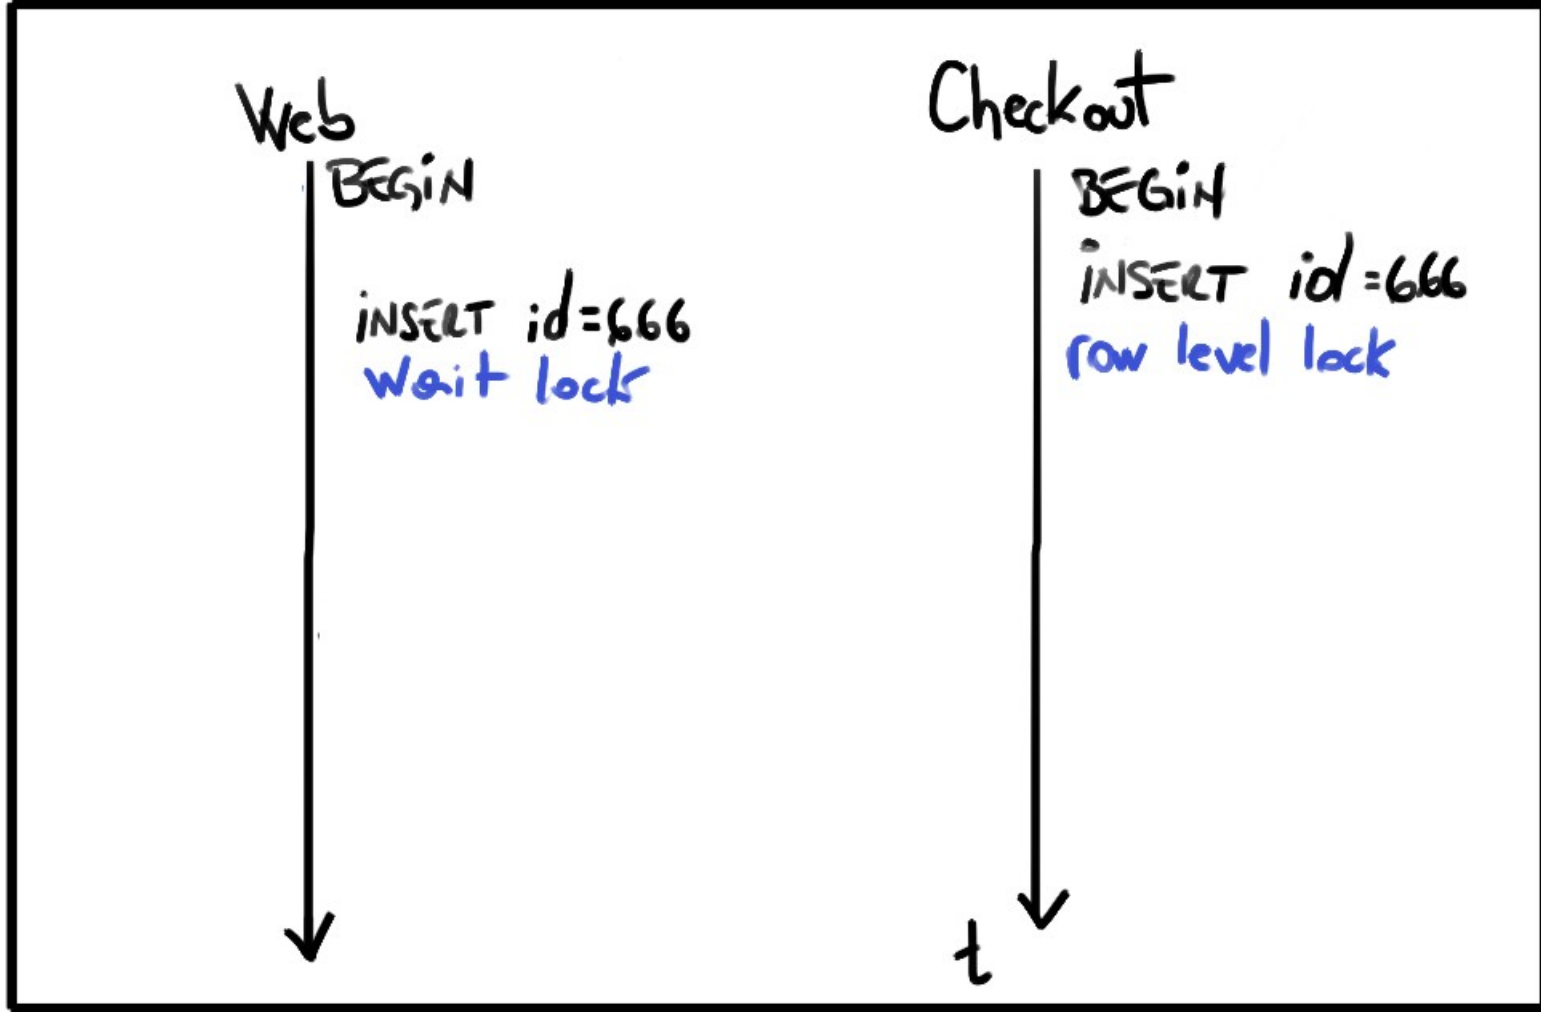 Web
BEGiN
iNSERT id=666
wait lock
Checkout
BEGiN
iNSERT id=666
row level lock
t